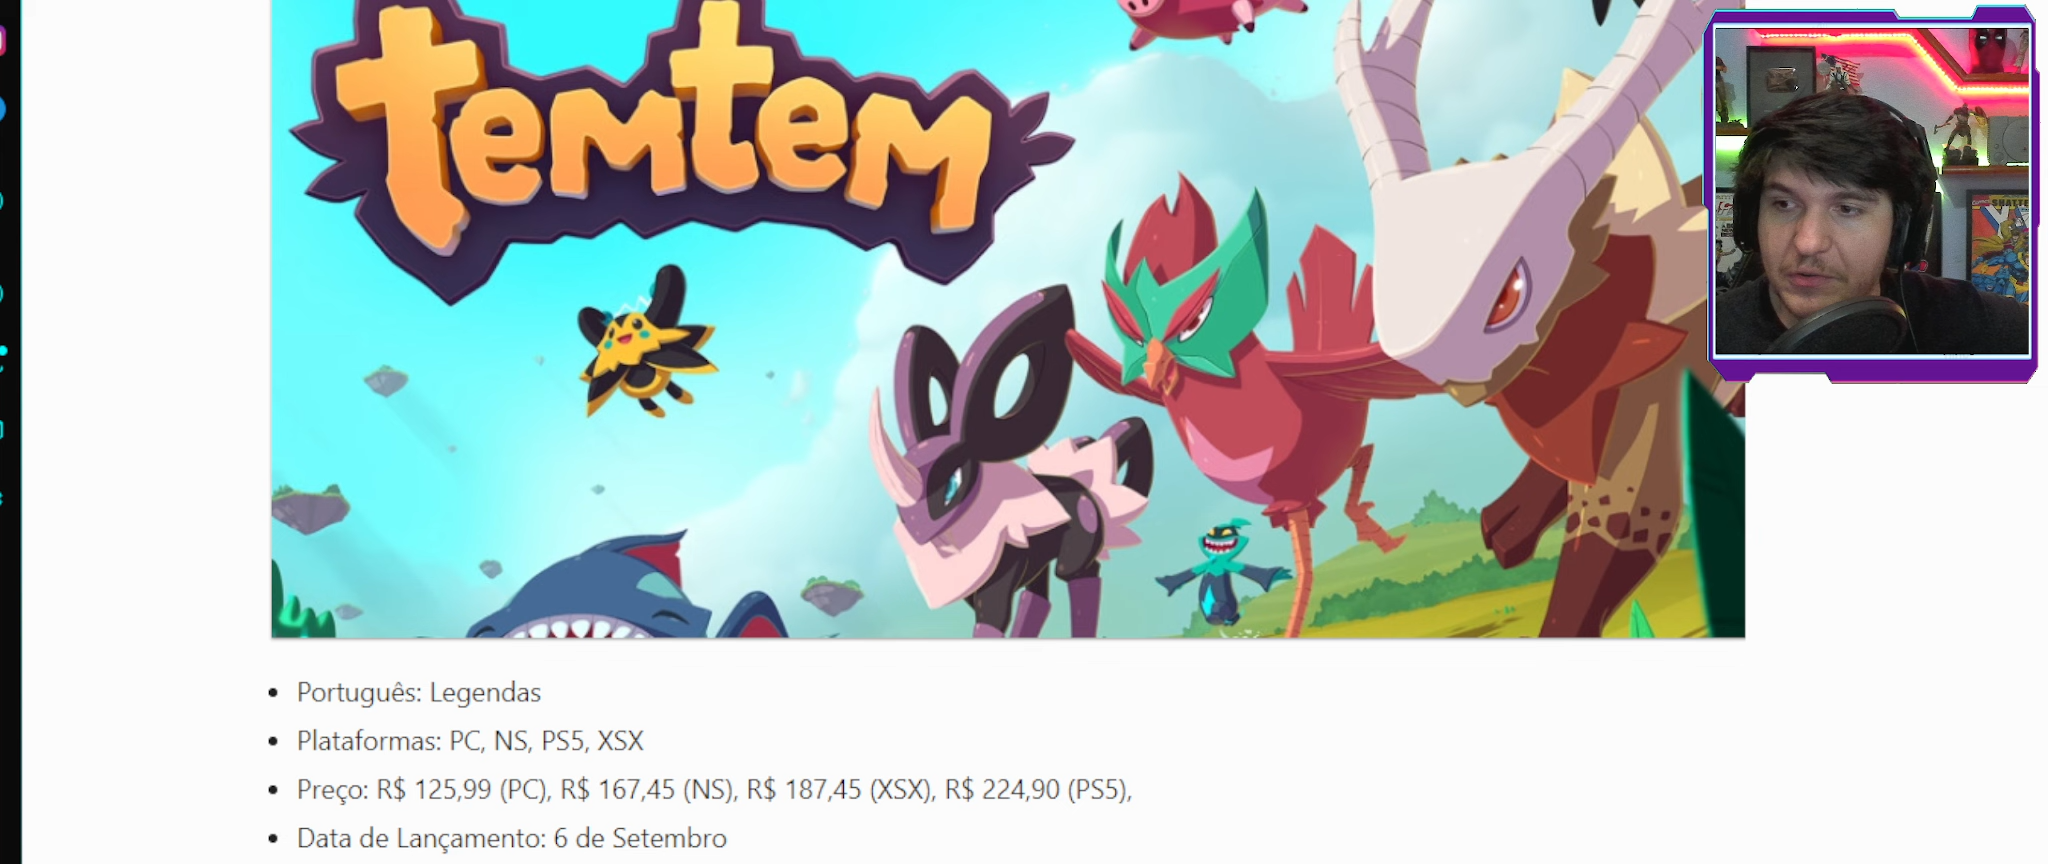 temtem
SHATTE
Português: Legendas
Plataformas: PC, NS, PS5, XSX
Preço: R$ 125,99 (PC), R$ 167,45 (NS), R$ 187,45 (XSX), R$ 224,90 (PS5),
Data de Lançamento: 6 de Setembro